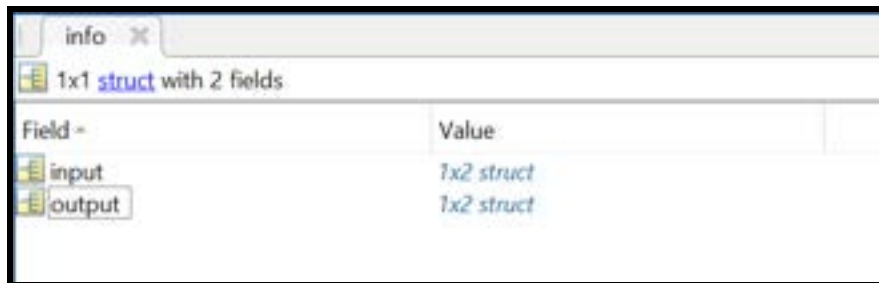 info
1x1 struct with 2 fields
Field Value
input 1x2 struct
output 1x2 struct